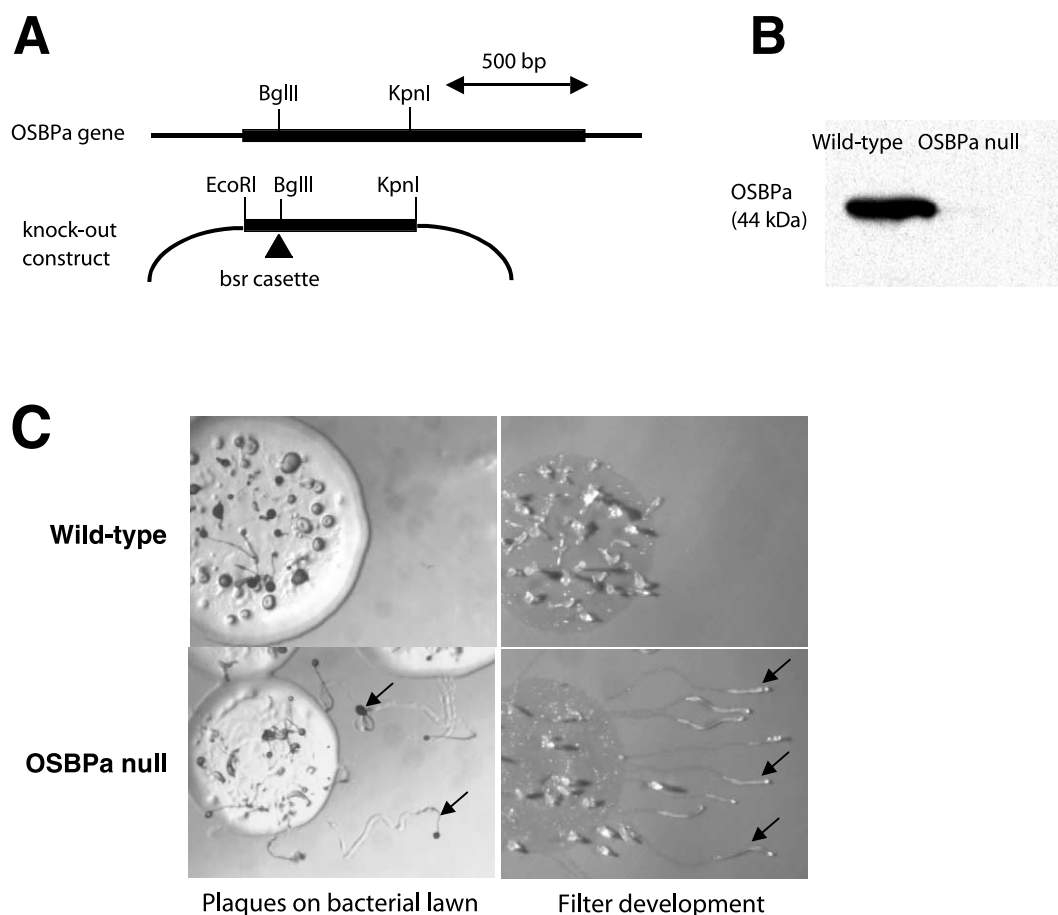 A
B
500 bp
BglII
KpnI
OSBPa gene
EcoRI
BglII
KpnI
knock-out
construct
bsr casette
Wild-type
OSBPa null
OSBPa
(44 kDa)
C
Wild-type
OSBPa null
Plaques on bacterial lawn
Filter development